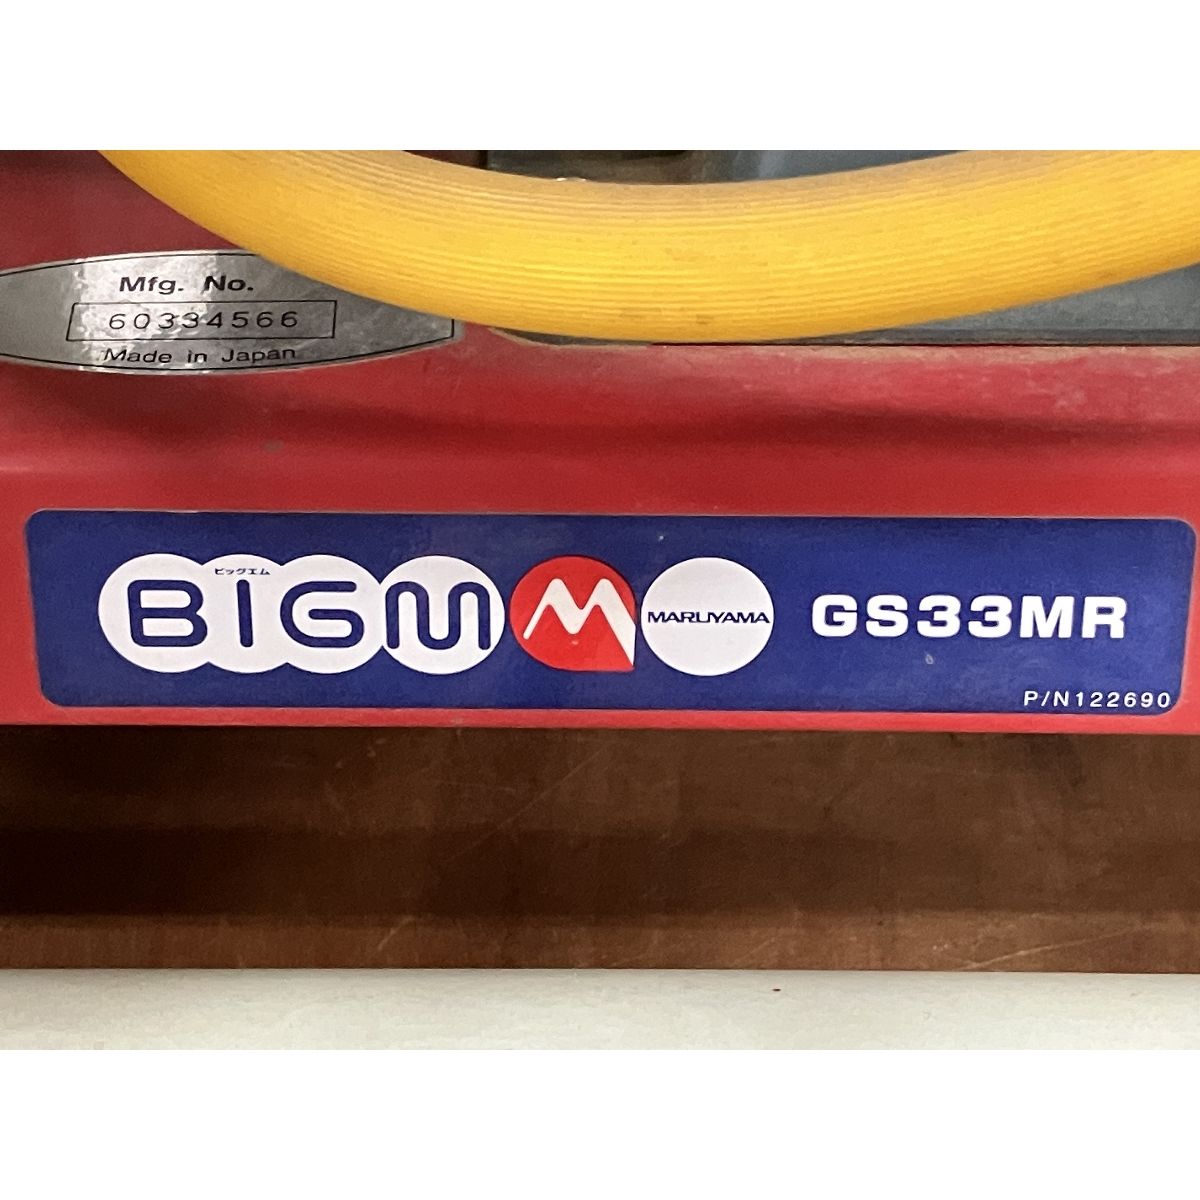 Mfg. No.
60334566
Made in Japan
ビッグエム
BIGM MARUYAMA GS33MR
P/N122690